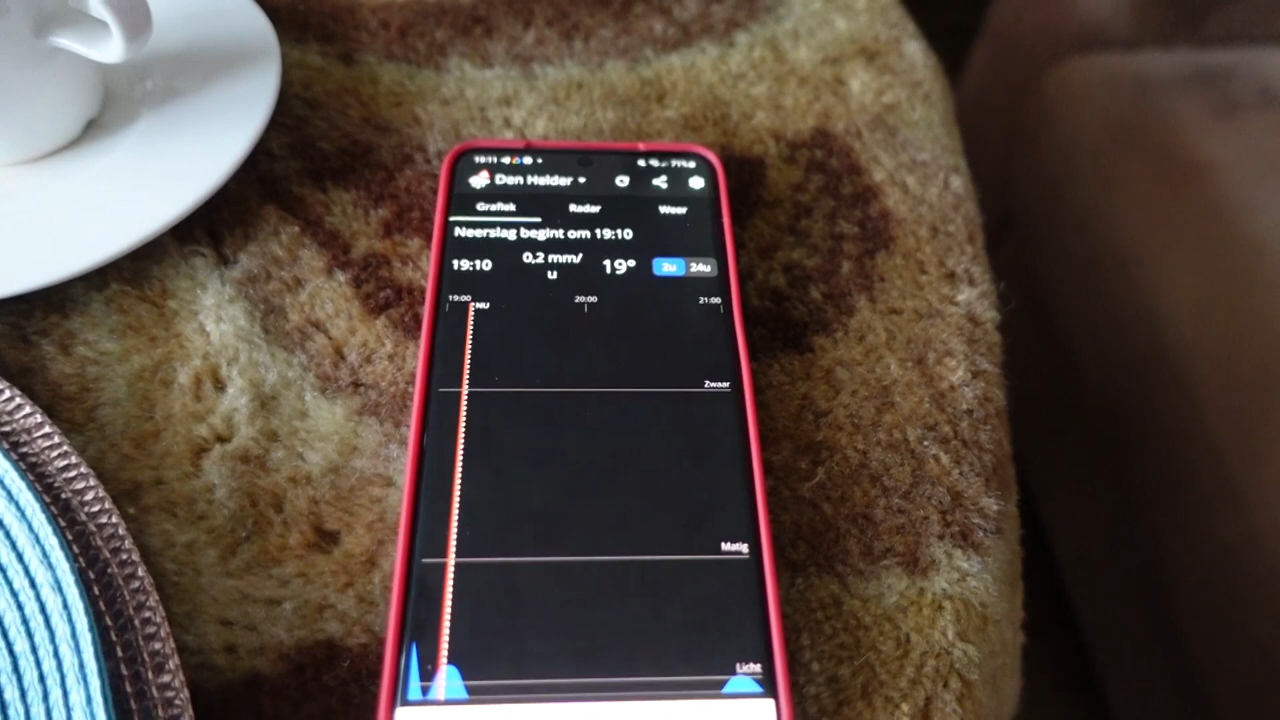 Den Helder
Grafiek Radar Weer
Neerslag begint om 19:10
19:10 0,2 mm/u 19° 2u 24u
19:00 20:00 21:00
NU
Zwaar
Matig
Licht